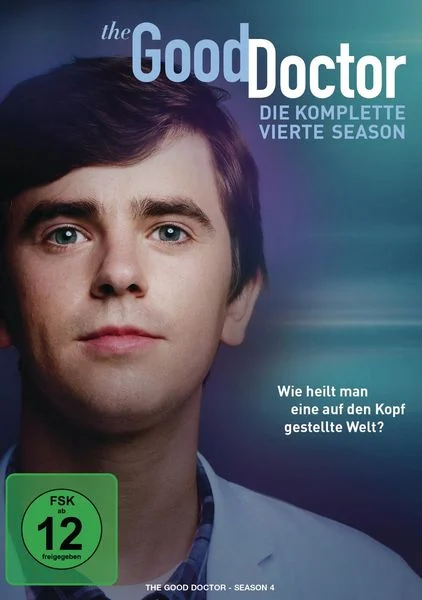 the
Good Doctor
DIE KOMPLETTE
VIERTE SEASON
Wie heilt man
eine auf den Kopf
gestellte Welt?
FSK
ab
12
freigegeben
THE GOOD DOCTOR - SEASON 4